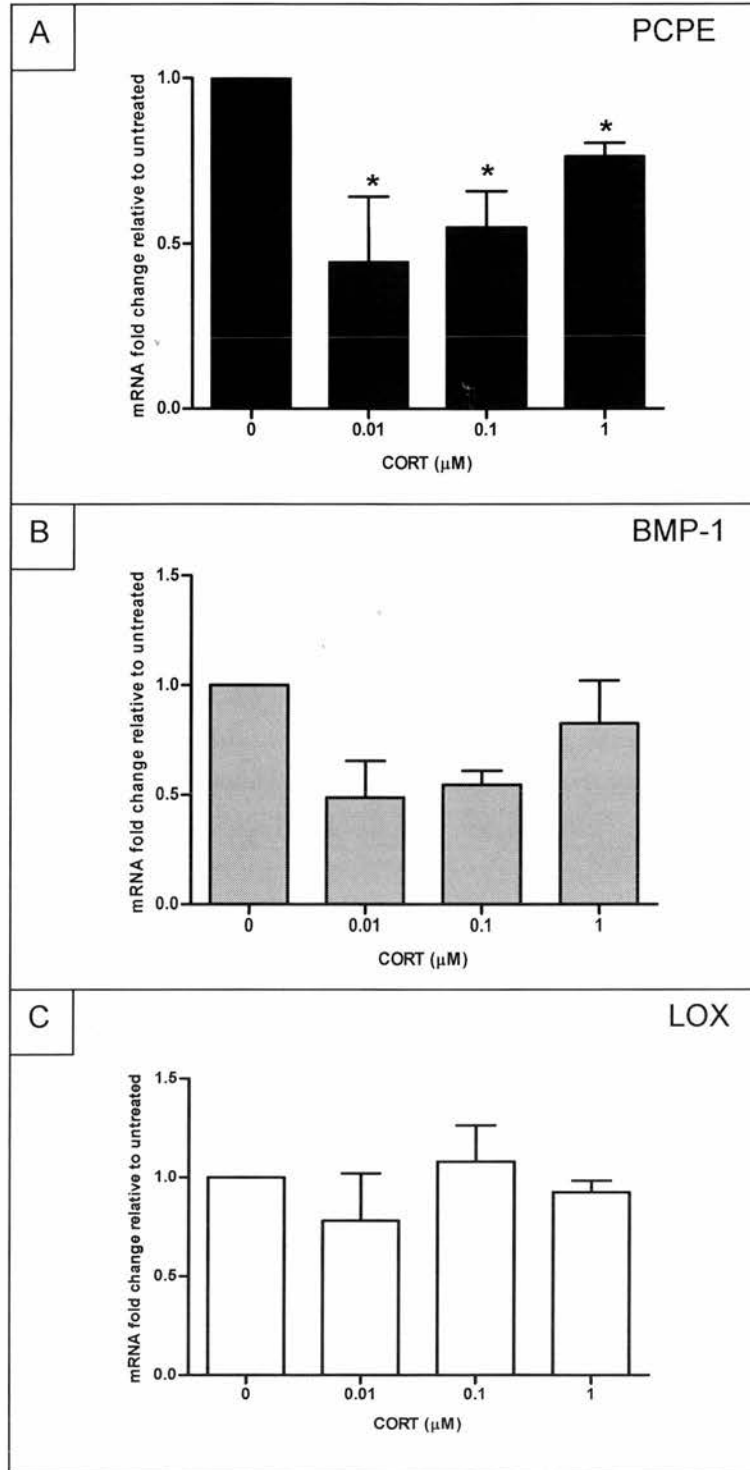 A
PCPE
mRNA fold change relative to untreated
1.0
0.5
0.0
*
*
*
0
0.01
0.1
1
CORT (μM)
B
BMP-1
mRNA fold change relative to untreated
1.5
1.0
0.5
0.0
0
0.01
0.1
1
CORT (μM)
C
LOX
mRNA fold change relative to untreated
1.5
1.0
0.5
0.0
0
0.01
0.1
1
CORT (μM)